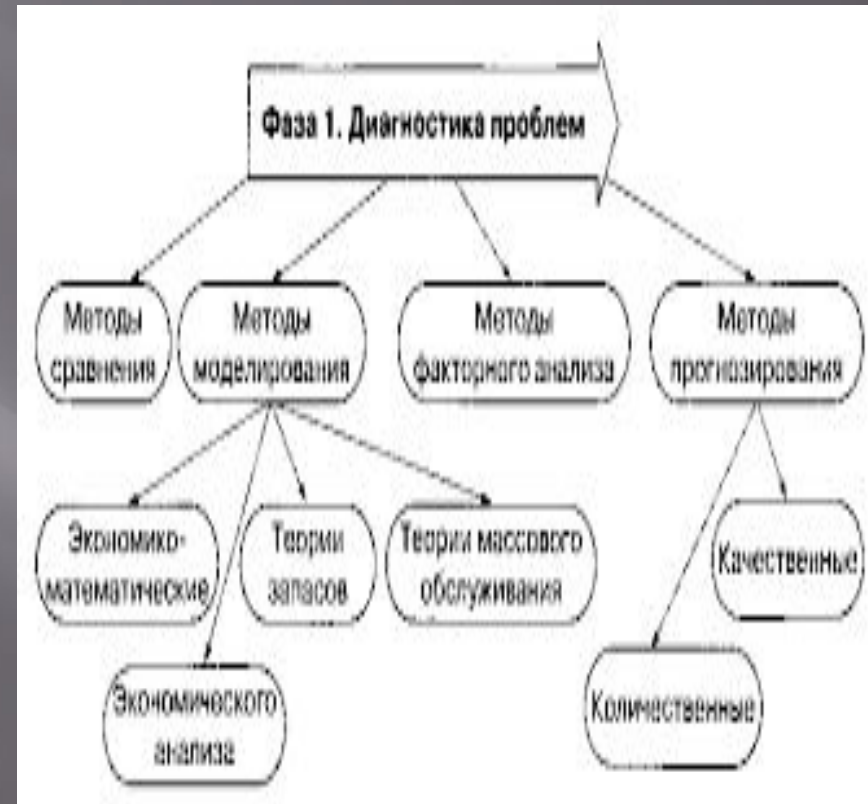 Фаза 1. Диагностика проблем
Методы
сравнения
Методы
моделирования
Методы
факторного анализа
Методы
прогнозирования
Экономико-
математические
Теории
запасов
Теории массового
обслуживания
Качественные
Экономического
анализа
Количественные